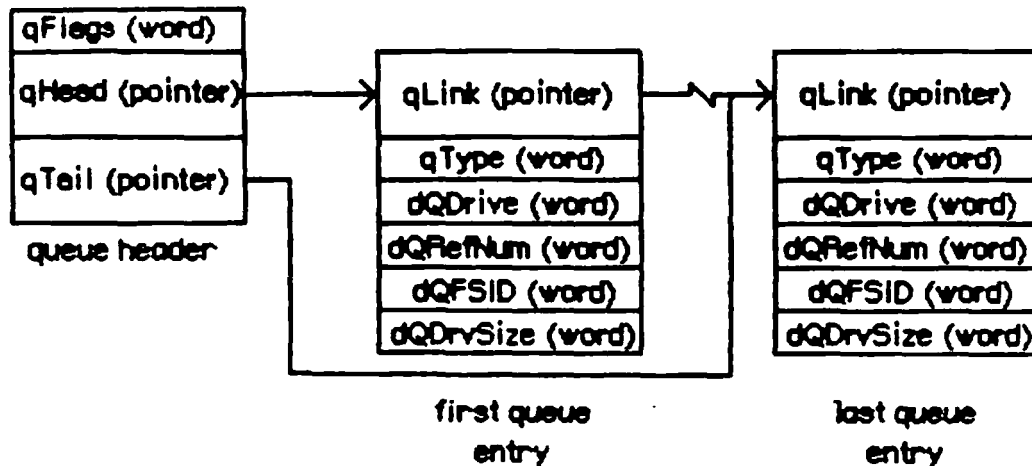 qFlags (word)
qHead (pointer)
qTail (pointer)
queue header
qLink (pointer)
qType (word)
dQDrive (word)
dQRefNum (word)
dQFSID (word)
dQDrvSize (word)
first queue
entry
qLink (pointer)
qType (word)
dQDrive (word)
dQRefNum (word)
dQFSID (word)
dQDrvSize (word)
last queue
entry